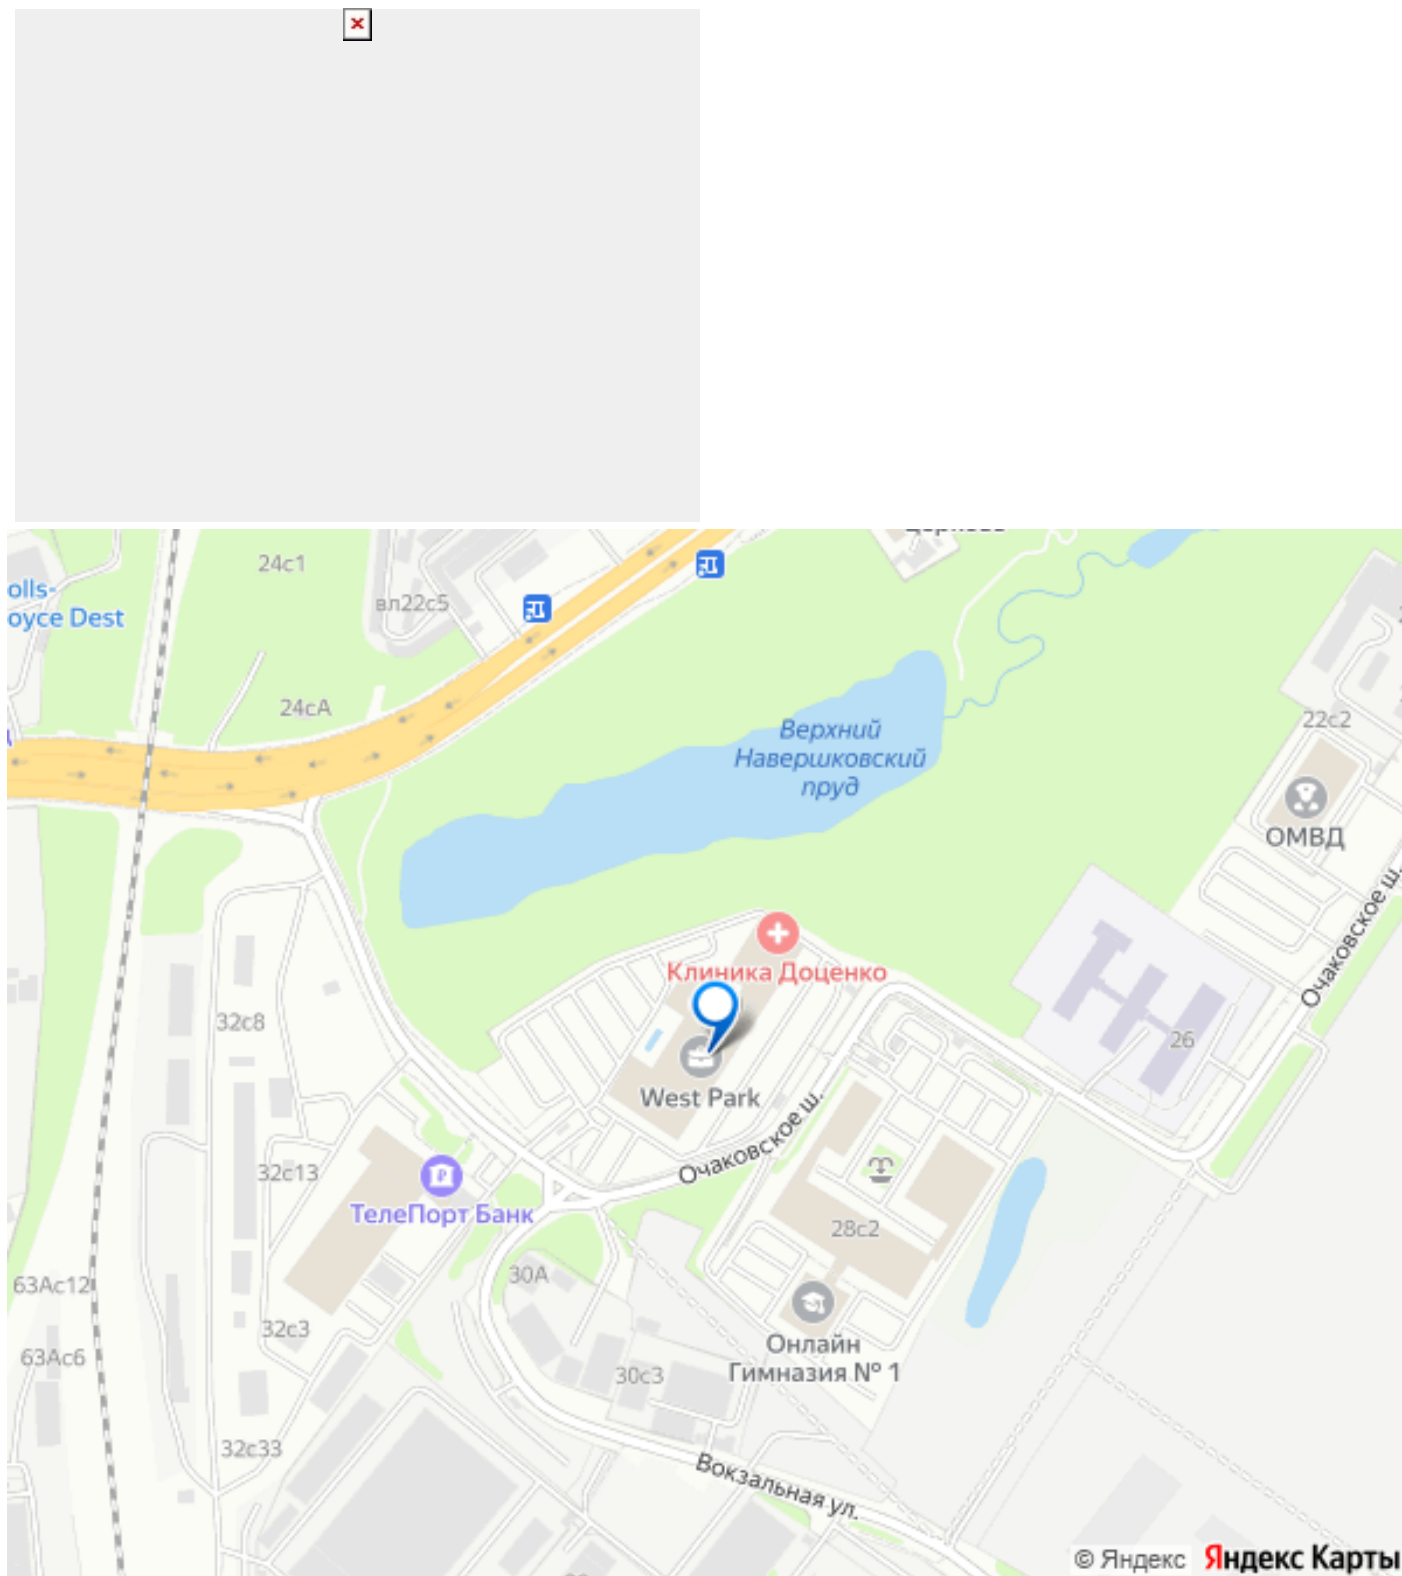 24с1
olls-
oyce Dest
вл22с5
24сА
Верхний
Навершковский
пруд
22с2
ОМВД
Очаковское ш.
Клиника Доценко
32с8
26
West Park
Очаковское ш.
32с13
ТелеПорт Банк
28с2
30А
63Ас12
32с3
63Ас6
Онлайн
Гимназия № 1
30с3
32с33
Вокзальная ул.
© Яндекс Яндекс Карты